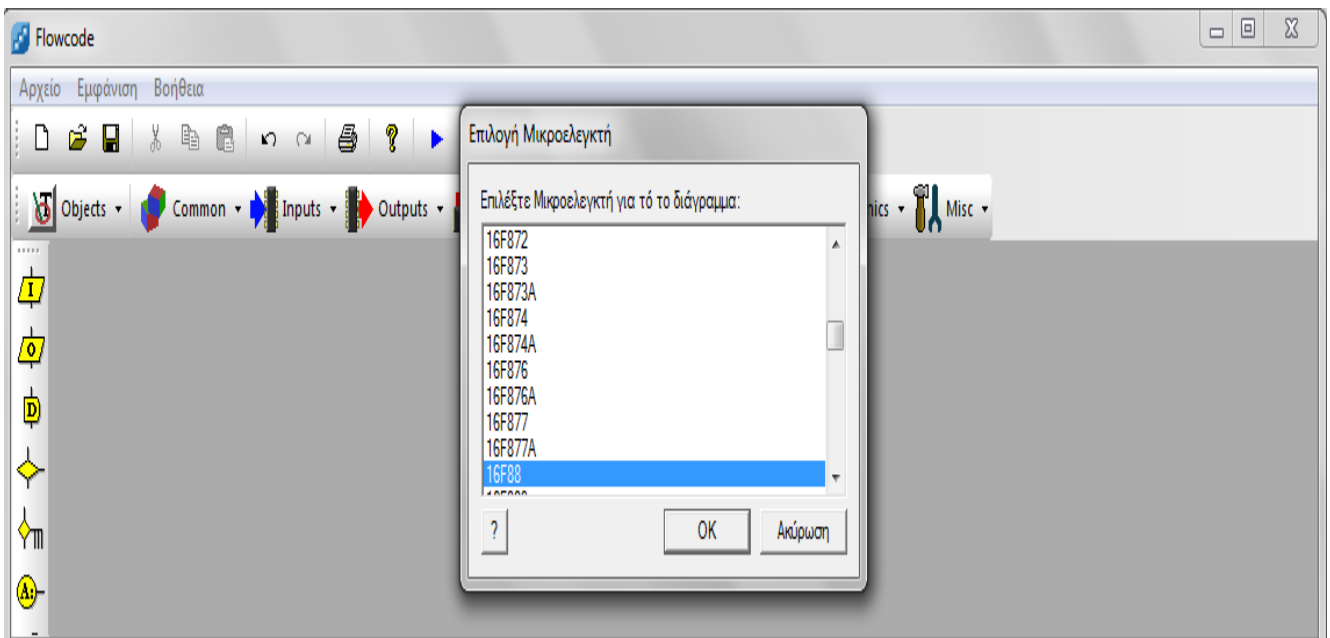 Flowcode
Αρχείο Εμφάνιση Βοήθεια
Επιλογή Μικροελεγκτή
Objects Common Inputs Outputs Misc
Επιλέξτε Μικροελεγκτή για τό το διάγραμμα:
16F872
16F873
16F873A
16F874
16F874A
16F876
16F876A
16F877
16F877A
16F88
? OK Ακύρωση
I
O
D
A: